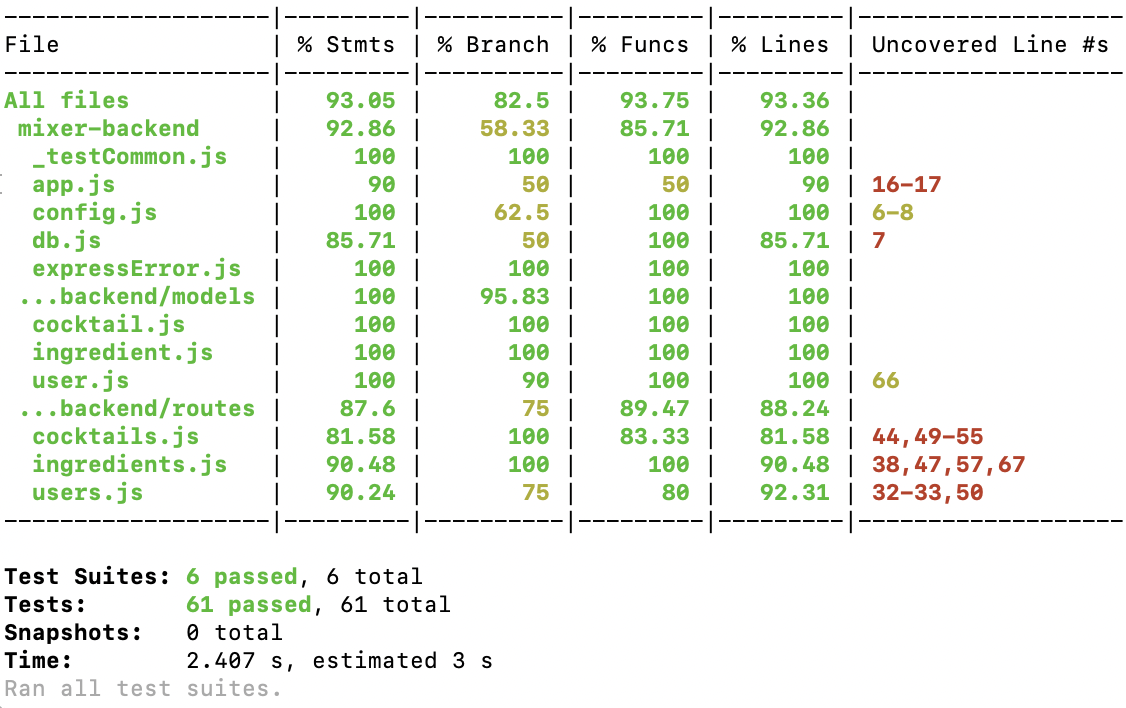 -------------------|---------|----------|---------|---------|-------------------
File               | % Stmts | % Branch | % Funcs | % Lines | Uncovered Line #s
-------------------|---------|----------|---------|---------|-------------------
All files          |   93.05 |     82.5 |   93.75 |   93.36 |
 mixer-backend     |   92.86 |    58.33 |   85.71 |   92.86 |
  _testCommon.js   |     100 |      100 |     100 |     100 |
  app.js           |      90 |       50 |      50 |      90 | 16-17
  config.js        |     100 |     62.5 |     100 |     100 | 6-8
  db.js            |   85.71 |       50 |     100 |   85.71 | 7
  expressError.js  |     100 |      100 |     100 |     100 |
 ...backend/models |     100 |    95.83 |     100 |     100 |
  cocktail.js      |     100 |      100 |     100 |     100 |
  ingredient.js    |     100 |      100 |     100 |     100 |
  user.js          |     100 |       90 |     100 |     100 | 66
 ...backend/routes |    87.6 |       75 |   89.47 |   88.24 |
  cocktails.js     |   81.58 |      100 |   83.33 |   81.58 | 44,49-55
  ingredients.js   |   90.48 |      100 |     100 |   90.48 | 38,47,57,67
  users.js         |   90.24 |       75 |      80 |   92.31 | 32-33,50
-------------------|---------|----------|---------|---------|-------------------
Test Suites: 6 passed, 6 total
Tests:       61 passed, 61 total
Snapshots:   0 total
Time:        2.407 s, estimated 3 s
Ran all test suites.